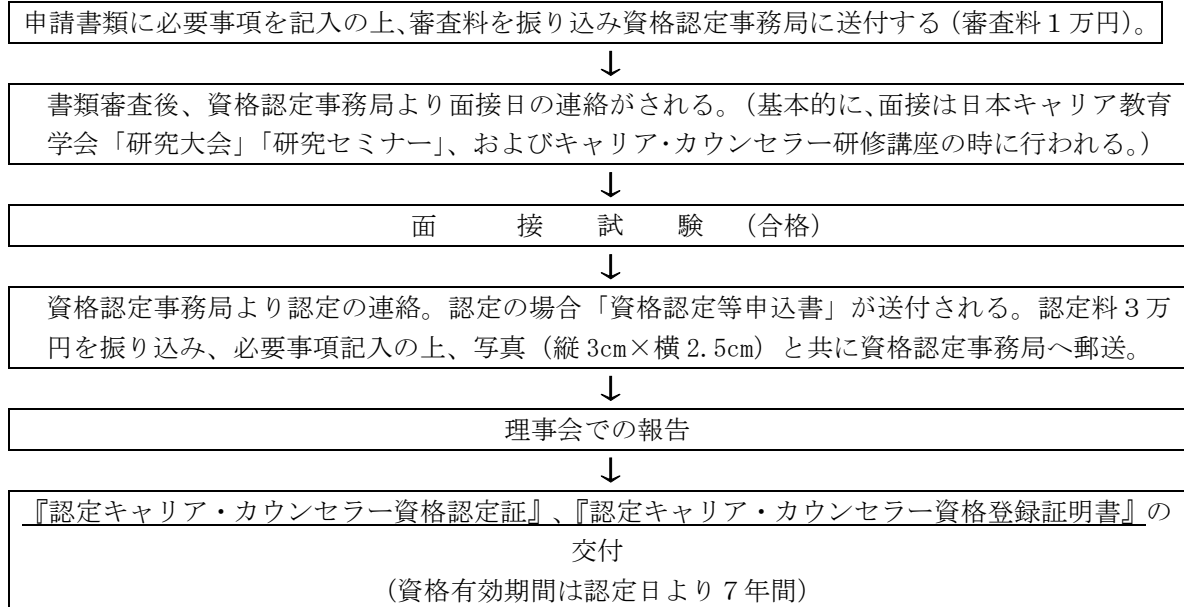 申請書類に必要事項を記入の上、審査料を振り込み資格認定事務局に送付する（審査料１万円）。
↓
書類審査後、資格認定事務局より面接日の連絡がされる。（基本的に、面接は日本キャリア教育
学会「研究大会」「研究セミナー」、およびキャリア・カウンセラー研修講座の時に行われる。）
↓
面　接　試　験　（合格）
↓
資格認定事務局より認定の連絡。認定の場合「資格認定等申込書」が送付される。認定料３万
円を振り込み、必要事項記入の上、写真（縦 3cm×横 2.5cm）と共に資格認定事務局へ郵送。
↓
理事会での報告
↓
『認定キャリア・カウンセラー資格認定証』、『認定キャリア・カウンセラー資格登録証明書』の
交付
（資格有効期間は認定日より 7 年間）